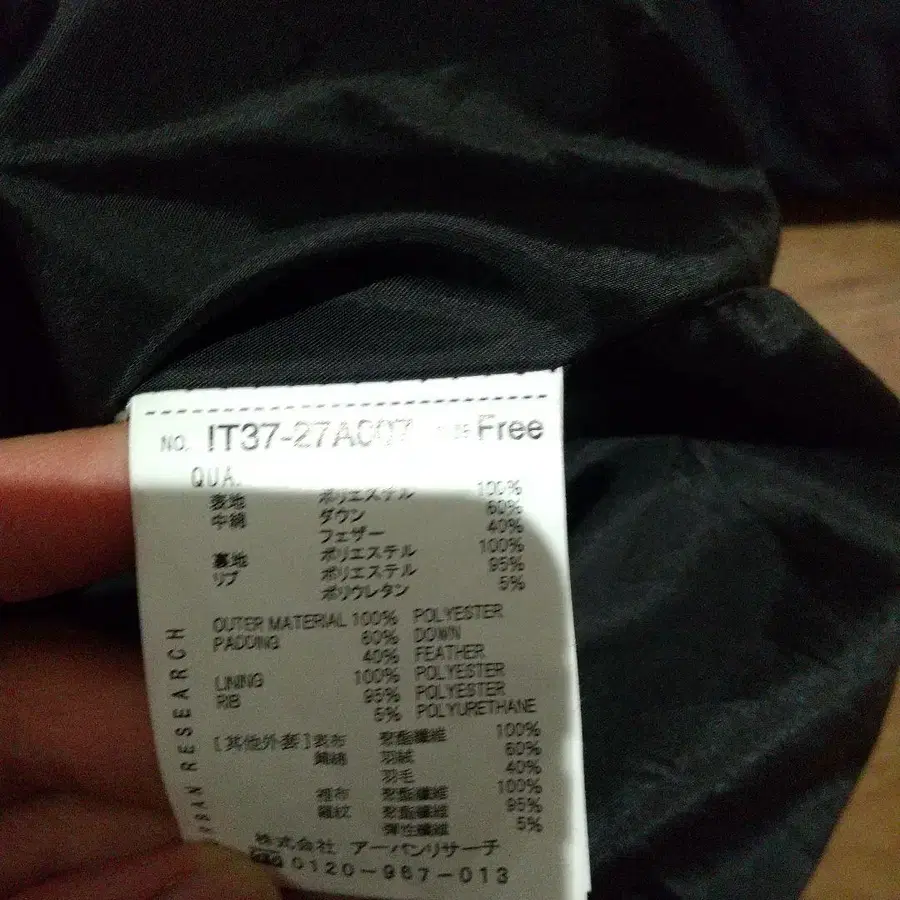 NO. IT37-27A007 Free
QUA.
表地 ポリエステル 100%
中綿 ダウン 60%
フェザー 40%
裏地 ポリエステル 100%
リブ ポリエステル 95%
ポリウレタン 5%
OUTER MATERIAL 100% POLYESTER
PADDING 60% DOWN
40% FEATHER
LINING 100% POLYESTER
RIB 95% POLYESTER
5% POLYURETHANE
[其他外套]表布 聚酯纖維 100%
鋪綿 羽絨 60%
羽毛 40%
裡布 聚酯纖維 100%
羅紋 聚酯纖維 95%
彈性纖維 5%
株式会社 アーバンリサーチ
0120-987-013
RBAN RESEARCH